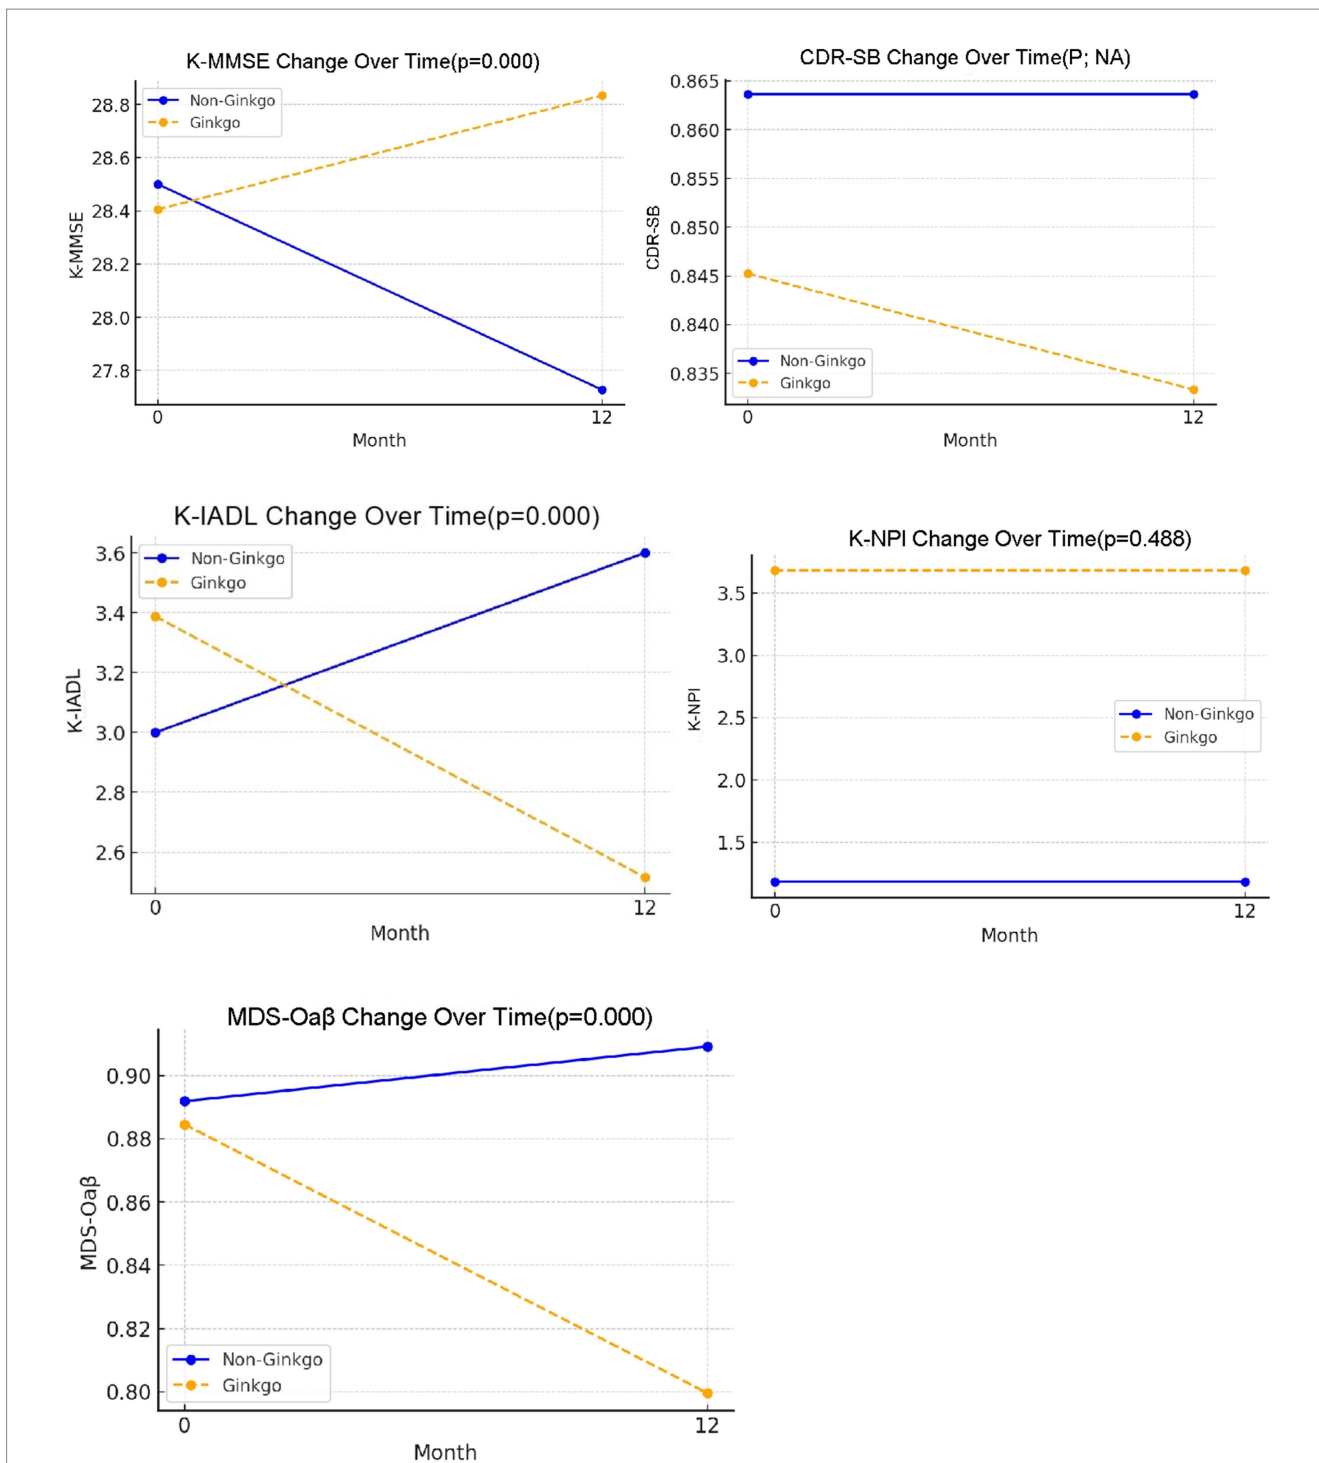 K-MMSE Change Over Time(p=0.000)
28.8
28.6
28.4
28.2
28.0
27.8
K-MMSE
Non-Ginkgo
Ginkgo
0
12
Month
CDR-SB Change Over Time(P; NA)
0.865
0.860
0.855
0.850
0.845
0.840
0.835
CDR-SB
Non-Ginkgo
Ginkgo
0
12
Month
K-IADL Change Over Time(p=0.000)
3.6
3.4
3.2
3.0
2.8
2.6
K-IADL
Non-Ginkgo
Ginkgo
0
12
Month
K-NPI Change Over Time(p=0.488)
3.5
3.0
2.5
2.0
1.5
K-NPI
Non-Ginkgo
Ginkgo
0
12
Month
MDS-Oaβ Change Over Time(p=0.000)
0.90
0.88
0.86
0.84
0.82
0.80
MDS-Oaβ
Non-Ginkgo
Ginkgo
0
12
Month